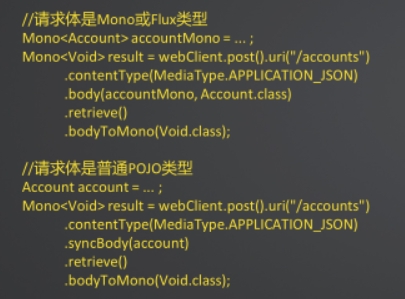 //请求体是Mono或Flux类型
Mono<Account> accountMono = ... ;
Mono<Void> result = webClient.post().uri("/accounts")
.contentType(MediaType.APPLICATION_JSON)
.body(accountMono, Account.class)
.retrieve()
.bodyToMono(Void.class);
//请求体是普通POJO类型
Account account = ... ;
Mono<Void> result = webClient.post().uri("/accounts")
.contentType(MediaType.APPLICATION_JSON)
.syncBody(account)
.retrieve()
.bodyToMono(Void.class);